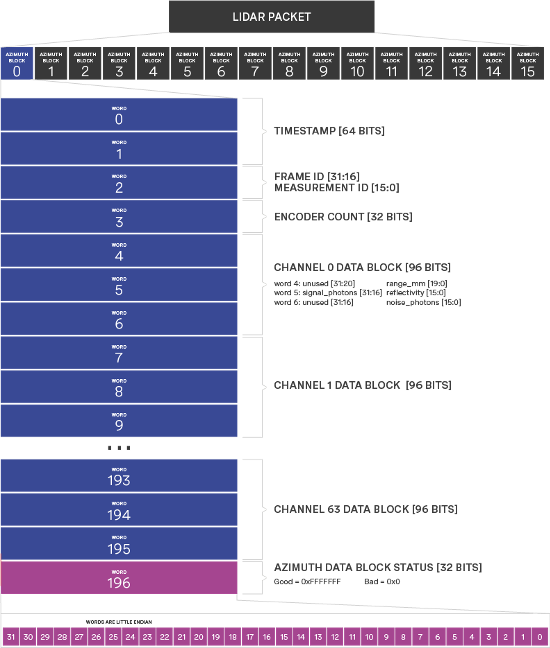 LIDAR PACKET
AZIMUTH BLOCK 0
AZIMUTH BLOCK 1
AZIMUTH BLOCK 2
AZIMUTH BLOCK 3
AZIMUTH BLOCK 4
AZIMUTH BLOCK 5
AZIMUTH BLOCK 6
AZIMUTH BLOCK 7
AZIMUTH BLOCK 8
AZIMUTH BLOCK 9
AZIMUTH BLOCK 10
AZIMUTH BLOCK 11
AZIMUTH BLOCK 12
AZIMUTH BLOCK 13
AZIMUTH BLOCK 14
AZIMUTH BLOCK 15
WORD
0
WORD
1
TIMESTAMP [64 BITS]
WORD
2
FRAME ID [31:16]
MEASUREMENT ID [15:0]
WORD
3
ENCODER COUNT [32 BITS]
WORD
4
WORD
5
WORD
6
CHANNEL 0 DATA BLOCK [96 BITS]
word 4: unused [31:20] range_mm [19:0]
word 5: signal_photons [31:16] reflectivity [15:0]
word 6: unused [31:16] noise_photons [15:0]
WORD
7
WORD
8
WORD
9
CHANNEL 1 DATA BLOCK [96 BITS]
...
WORD
193
WORD
194
WORD
195
CHANNEL 63 DATA BLOCK [96 BITS]
WORD
196
AZIMUTH DATA BLOCK STATUS [32 BITS]
Good = 0xFFFFFFF Bad = 0x0
WORDS ARE LITTLE ENDIAN
31 30 29 28 27 26 25 24 23 22 21 20 19 18 17 16 15 14 13 12 11 10 9 8 7 6 5 4 3 2 1 0